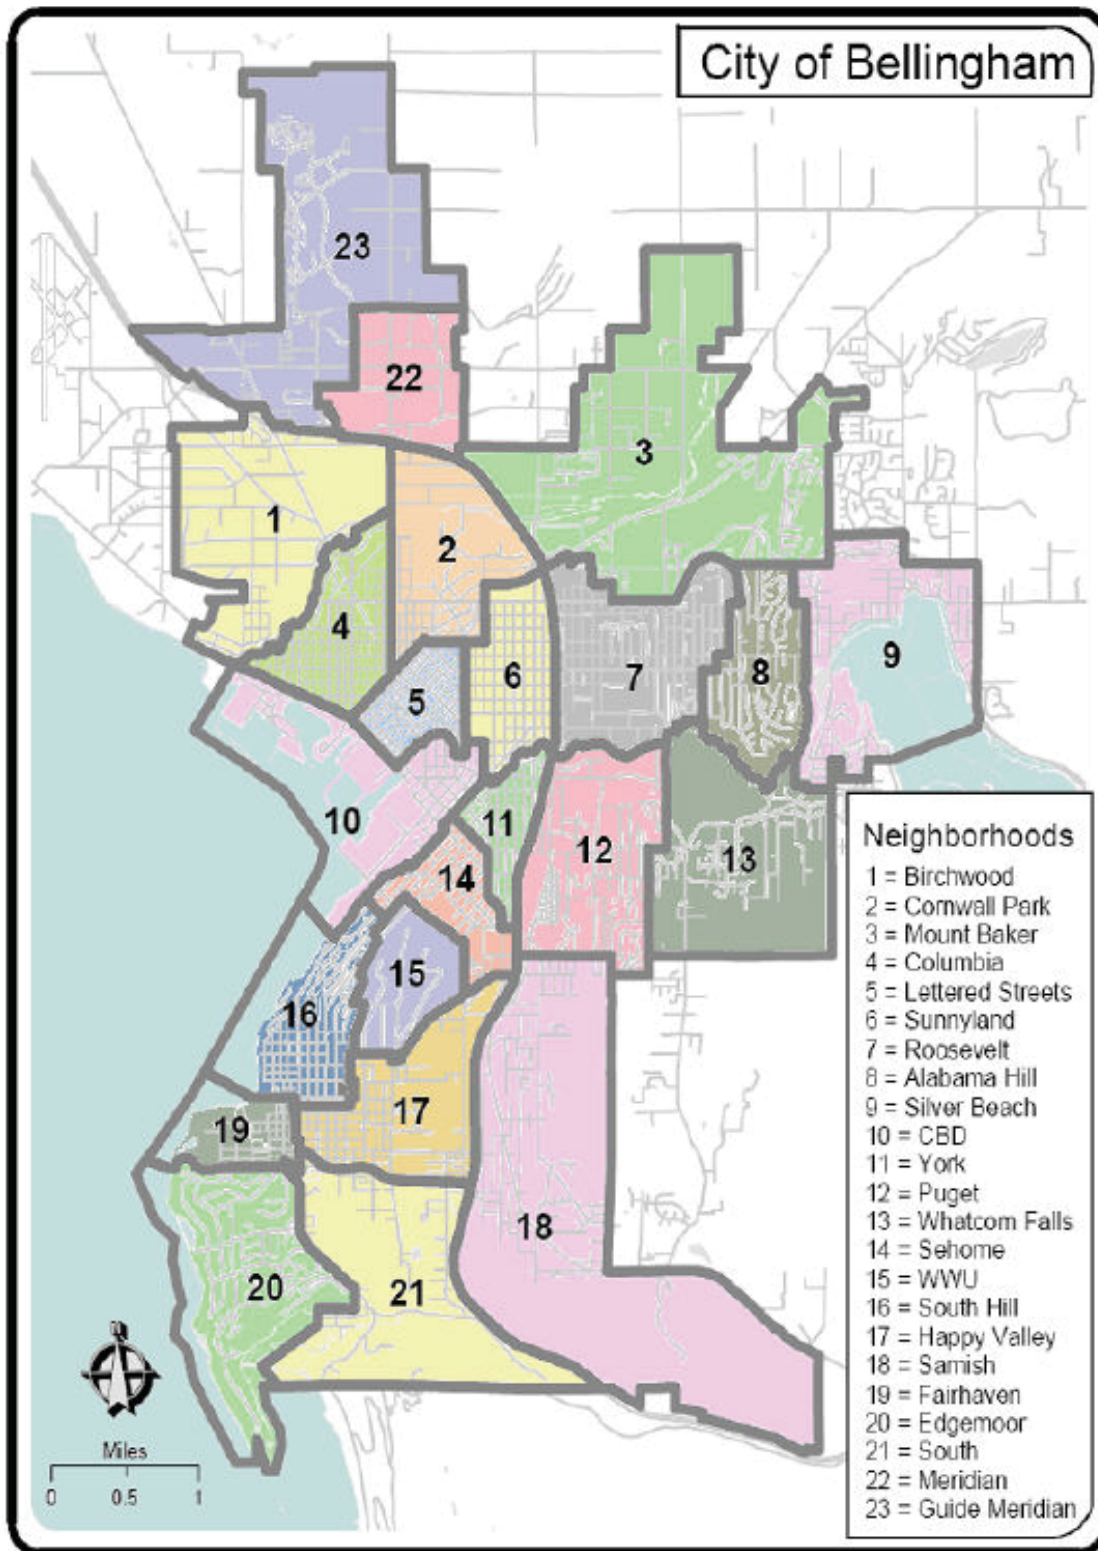 City of Bellingham
23
22
3
1
2
4
6
7
8
9
5
10
11
12
13
14
15
16
17
19
18
20
21
Miles
0 0.5 1
Neighborhoods
1 = Birchwood
2 = Cornwall Park
3 = Mount Baker
4 = Columbia
5 = Lettered Streets
6 = Sunnyland
7 = Roosevelt
8 = Alabama Hill
9 = Silver Beach
10 = CBD
11 = York
12 = Puget
13 = Whatcom Falls
14 = Sehome
15 = WWU
16 = South Hill
17 = Happy Valley
18 = Samish
19 = Fairhaven
20 = Edgemoor
21 = South
22 = Meridian
23 = Guide Meridian